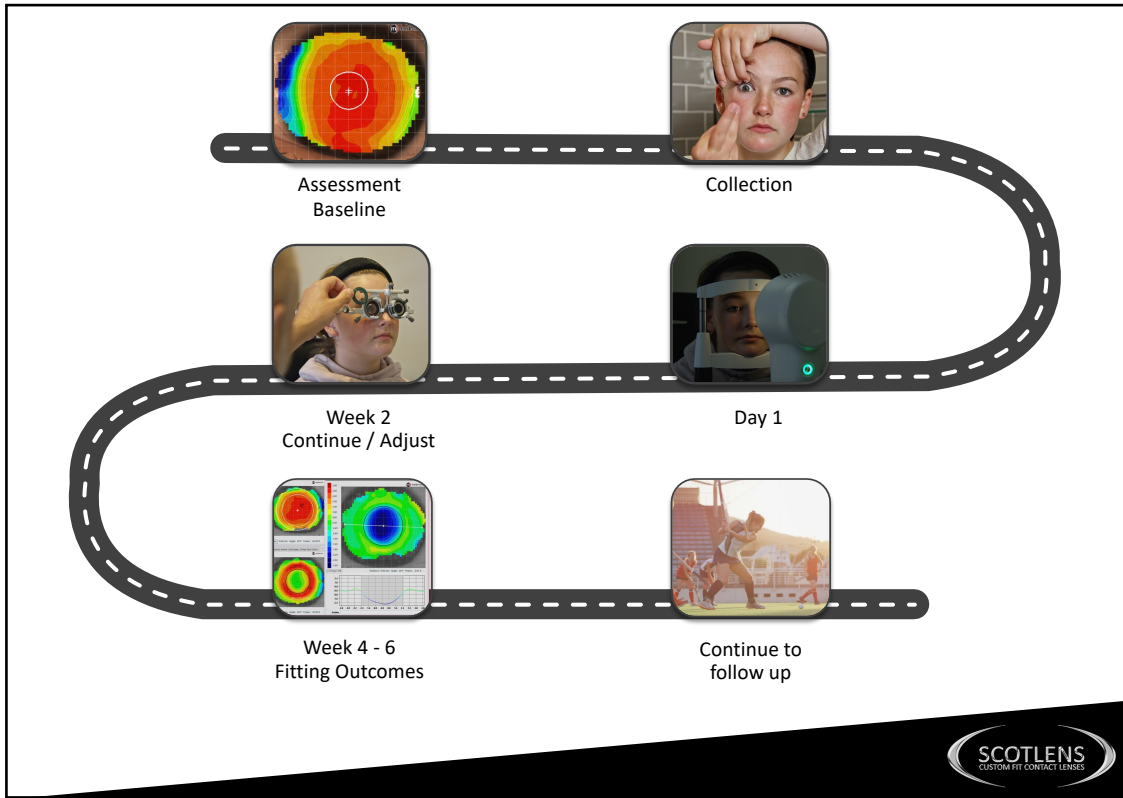 Assessment
Baseline
Collection
Day 1
Week 2
Continue / Adjust
Week 4 - 6
Fitting Outcomes
Continue to
follow up
SCOTLENS
CUSTOM FIT CONTACT LENSES